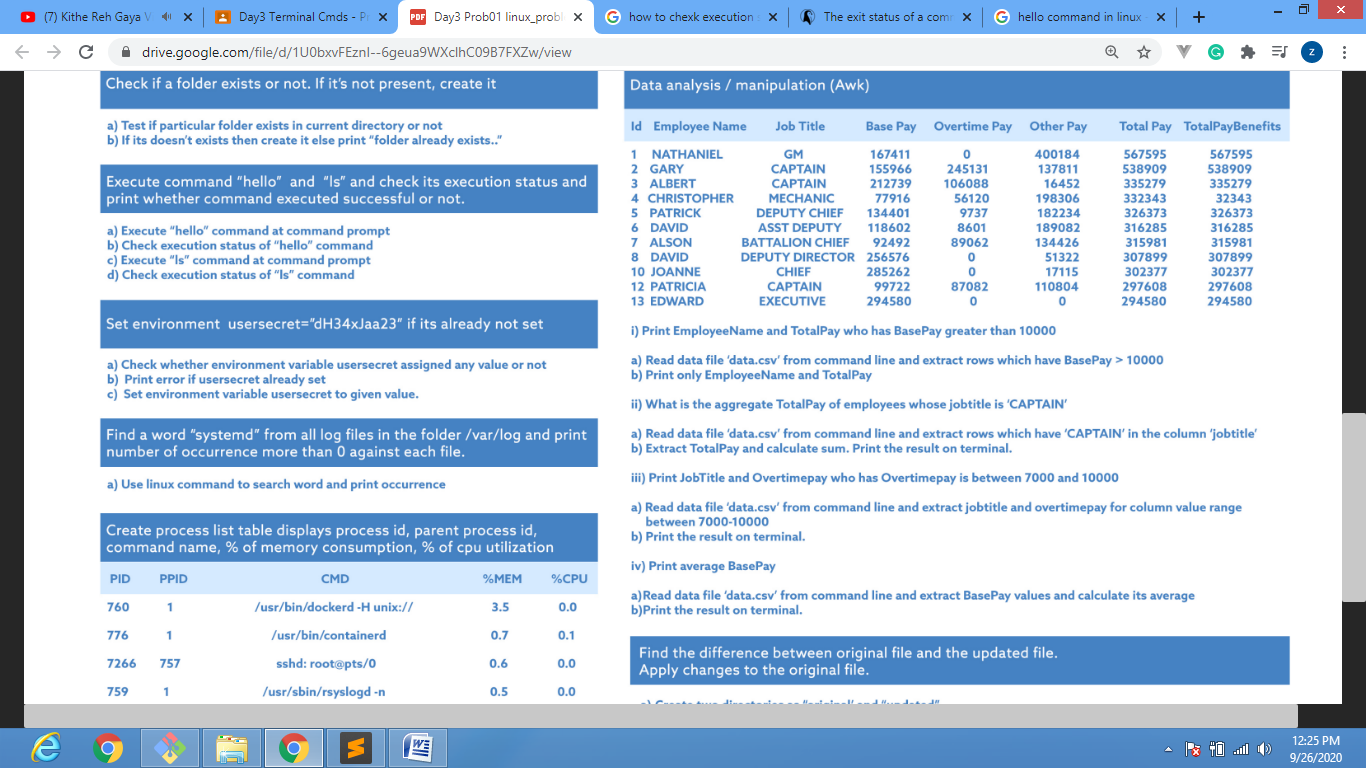 (7) Kithe Reh Gaya V
Day3 Terminal Cmds - P
Day3 Prob01 linux_probl
how to chexk execution s
The exit status of a com
hello command in linux
drive.google.com/file/d/1U0bxvFEznI--6geua9WXclhC09B7FXZw/view
Z
Check if a folder exists or not. If it's not present, create it
a) Test if particular folder exists in current directory or not
b) If its doesn't exists then create it else print "folder already exists.."
Execute command "hello" and "ls" and check its execution status and
print whether command executed successful or not.
a) Execute "hello" at command prompt
b) Check execution status of "hello" command
c) Execute "ls" command at command prompt
d) Check execution status of "ls" command
Set environment usersecret="dH34xJaa23" if its already not set
a) Check whether environment variable usersecret assigned any value or not
b) Print error if usersecret already set
c) Set environment variable usersecret to given value.
Find a word "systemd" from all log files in the folder /var/log and print
number of occurrence more than 0 against each file.
a) Use linux command to search word and print occurrence
Create process list table displays process id, parent process id,
command name, % of memory consumption, % of cpu utilization
PID PPID CMD %MEM %CPU
760 1 /usr/bin/dockerd -H unix:// 3.5 0.0
776 1 /usr/bin/containerd 0.7 0.1
7266 757 sshd: root@pts/0 0.6 0.0
759 1 /usr/sbin/rsyslogd -n 0.5 0.0
Data analysis / manipulation (Awk)
Id Employee Name Job Title Base Pay Overtime Pay Other Pay Total Pay TotalPayBenefits
1 NATHANIEL GM 167411 0 400184 567595 567595
2 GARY CAPTAIN 155966 245131 137811 538909 538909
3 ALBERT CAPTAIN 212739 106088 16452 335279 335279
4 CHRISTOPHER MECHANIC 77916 56120 198306 332343 32343
5 PATRICK DEPUTY CHIEF 134401 9737 182234 326373 326373
6 DAVID ASST DEPUTY 118602 8601 189082 316285 316285
7 ALSON BATTALION CHIEF 92492 89062 134426 315981 315981
8 DAVID DEPUTY DIRECTOR 256576 0 51322 307899 307899
10 JOANNE CHIEF 285262 0 17115 302377 302377
12 PATRICIA CAPTAIN 99722 87082 110804 297608 297608
13 EDWARD EXECUTIVE 294580 0 0 294580 294580
i) Print EmployeeName and TotalPay who has BasePay greater than 10000
a) Read data file 'data.csv' from command line and extract rows which have BasePay > 10000
b) Print only EmployeeName and TotalPay
ii) What is the aggregate TotalPay of employees whose jobtitle is 'CAPTAIN'
a) Read data file 'data.csv' from command line and extract rows which have 'CAPTAIN' in the column 'jobtitle'
b) Extract TotalPay and calculate sum. Print the result on terminal.
iii) Print JobTitle and Overtimepay who has Overtimepay is between 7000 and 10000
a) Read data file 'data.csv' from command line and extract jobtitle and overtimepay for column value range
between 7000-10000
b) Print the result on terminal.
iv) Print average BasePay
a)Read data file 'data.csv' from command line and extract BasePay values and calculate its average
b)Print the result on terminal.
Find the difference between original file and the updated file.
Apply changes to the original file.
a) Create two directories as "original' and "updated"
12:25 PM
9/26/2020